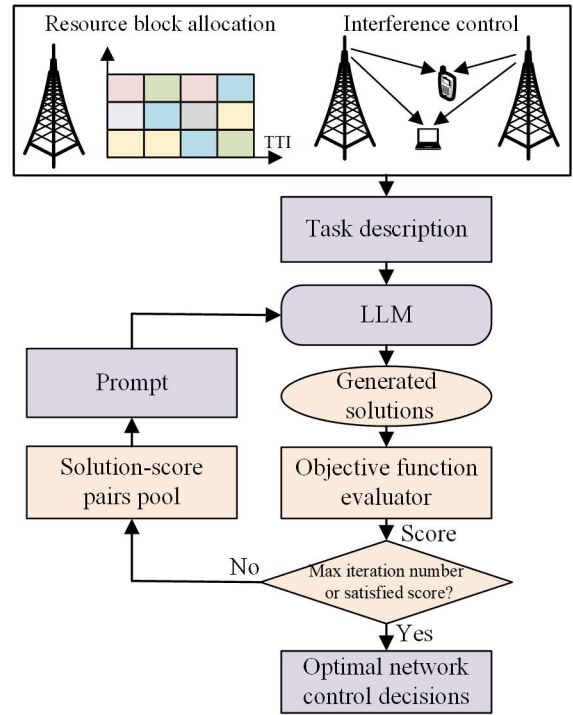 Resource block allocation
Interference control
TTI
Task description
LLM
Prompt
Generated
solutions
Solution-score
pairs pool
Objective function
evaluator
Score
No
Max iteration number
or satisfied score?
Yes
Optimal network
control decisions